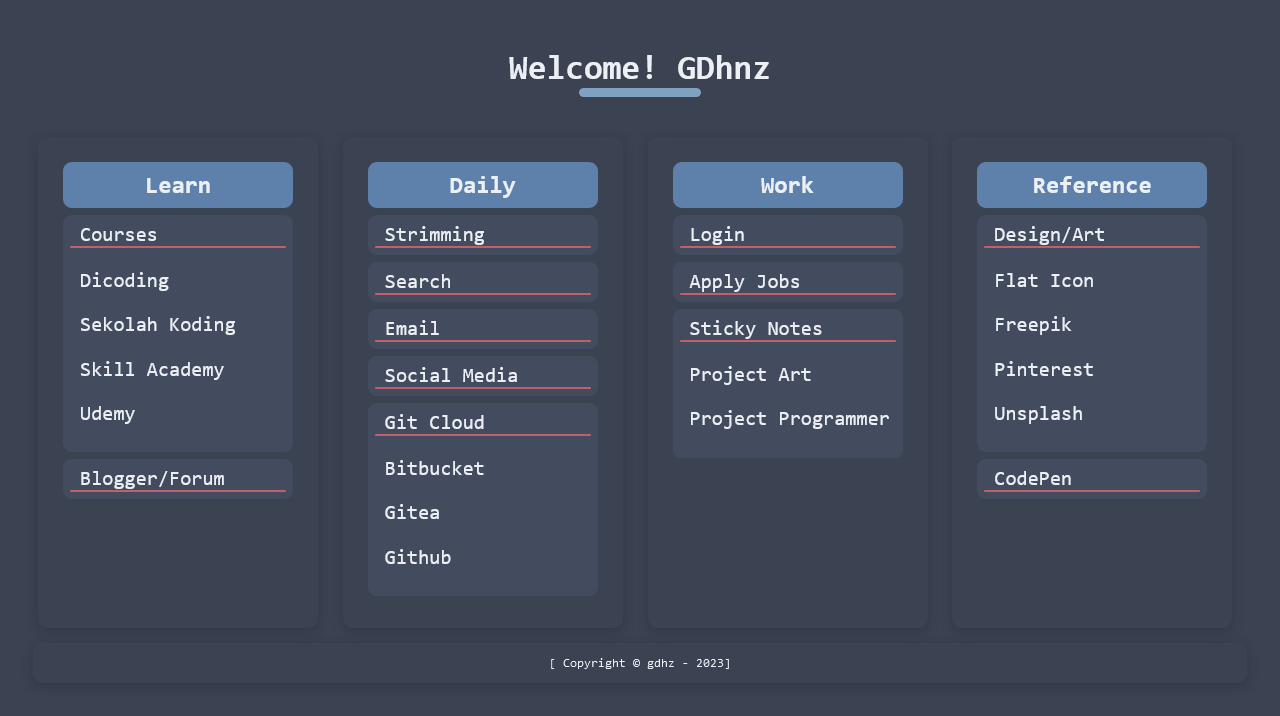 Welcome! GDhnz
Learn
Courses
Dicoding
Sekolah Koding
Skill Academy
Udemy
Blogger/Forum
Daily
Strimming
Search
Email
Social Media
Git Cloud
Bitbucket
Gitea
Github
Work
Login
Apply Jobs
Sticky Notes
Project Art
Project Programmer
Reference
Design/Art
Flat Icon
Freepik
Pinterest
Unsplash
CodePen
[ Copyright © gdhz - 2023]